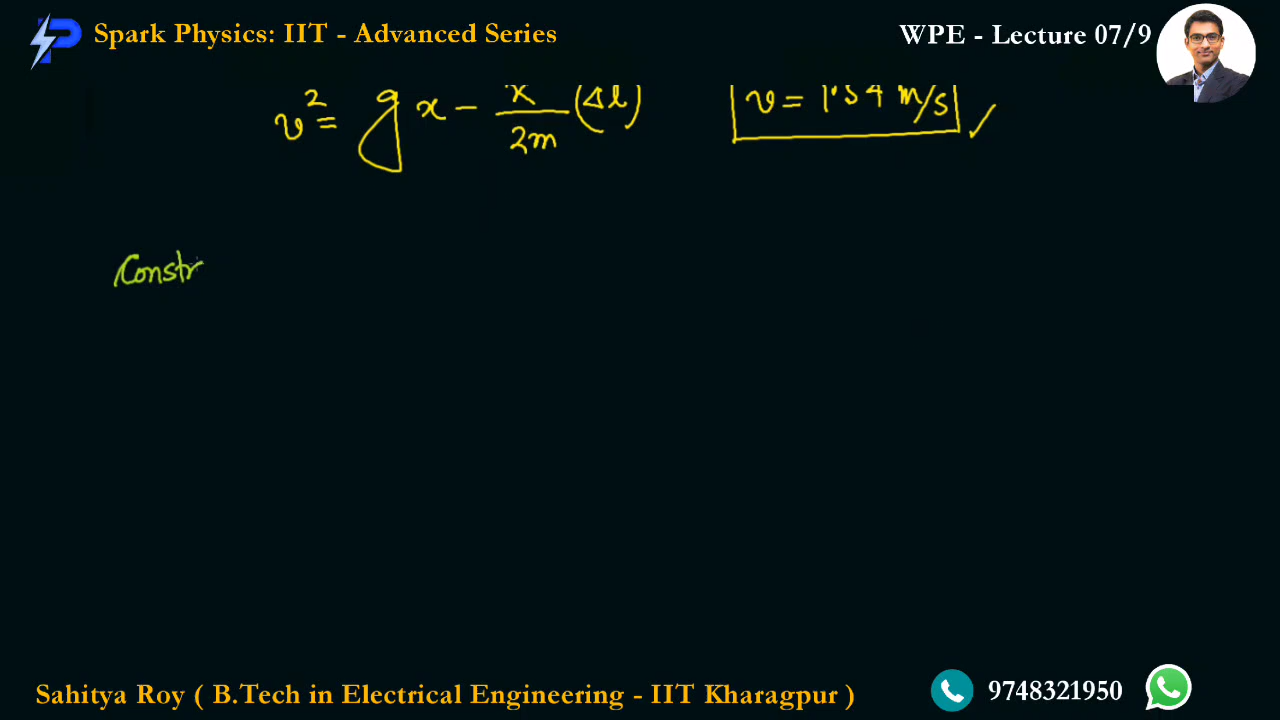 Spark Physics: IIT - Advanced Series
WPE - Lecture 07/9
v² = g x - x/2m (Δl)
v = 1.54 m/s ✓
Constr
Sahitya Roy ( B.Tech in Electrical Engineering - IIT Kharagpur )
9748321950